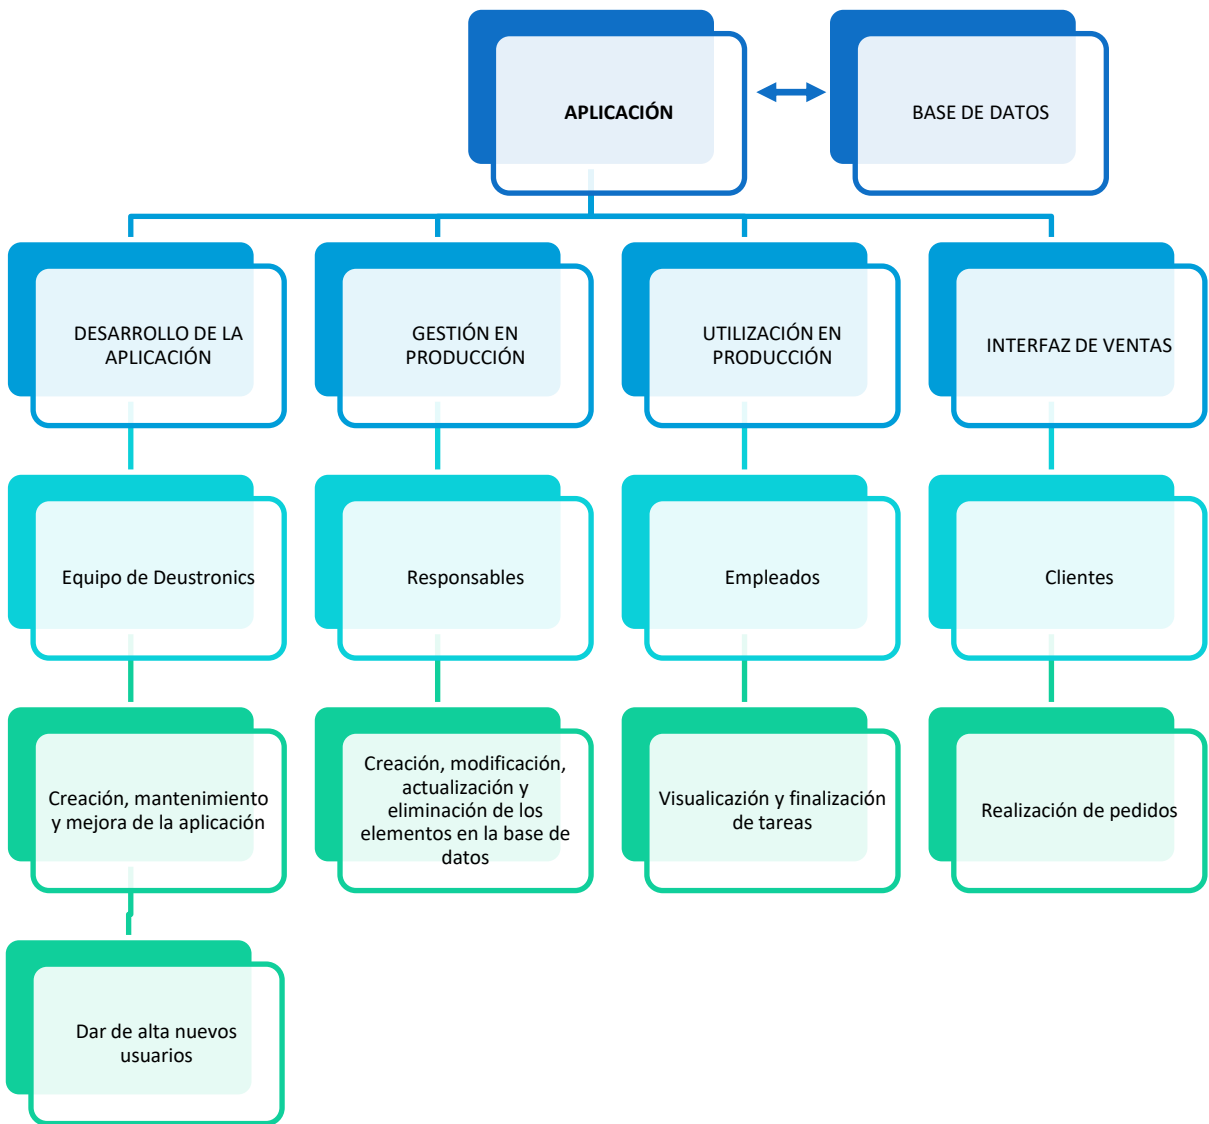 APLICACIÓN
BASE DE DATOS
DESARROLLO DE LA
APLICACIÓN
GESTIÓN EN
PRODUCCIÓN
UTILIZACIÓN EN
PRODUCCIÓN
INTERFAZ DE VENTAS
Equipo de Deustronics
Responsables
Empleados
Clientes
Creación, mantenimiento
y mejora de la aplicación
Creación, modificación,
actualización y
eliminación de los
elementos en la base de
datos
Visualicazión y finalización
de tareas
Realización de pedidos
Dar de alta nuevos
usuarios